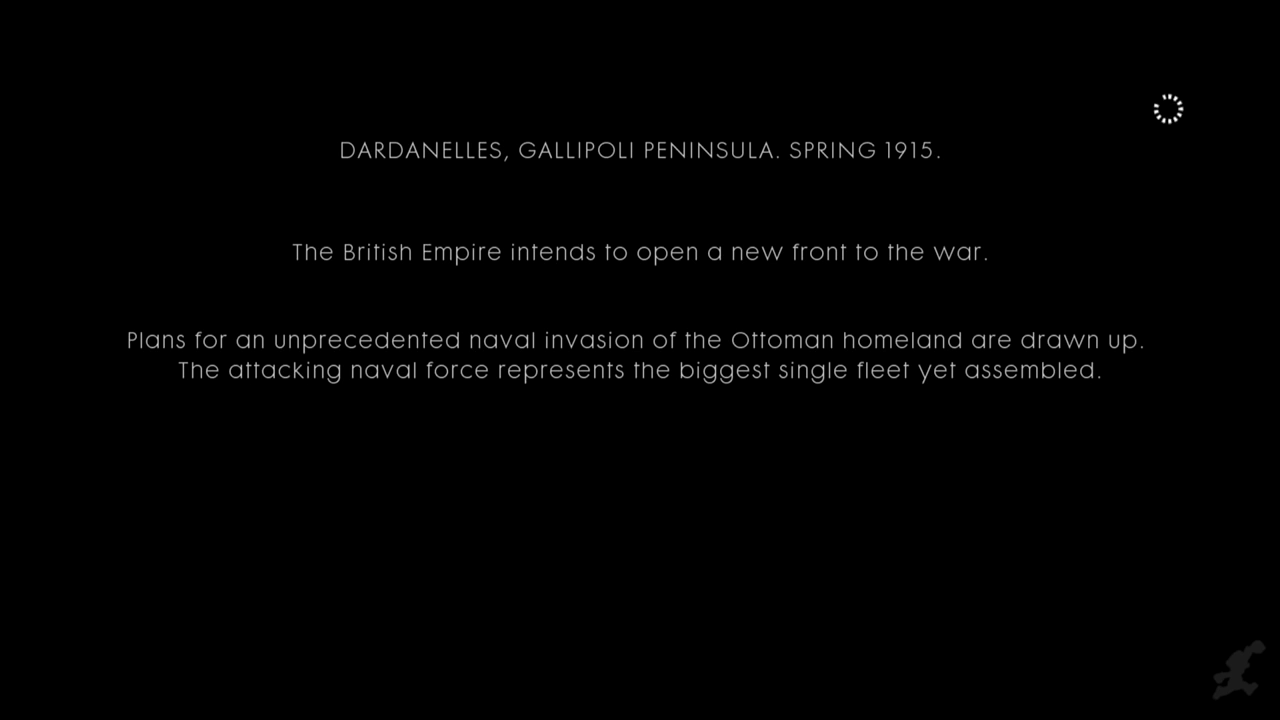 DARDANELLES, GALLIPOLI PENINSULA. SPRING 1915.
The British Empire intends to open a new front to the war.
Plans for an unprecedented naval invasion of the Ottoman homeland are drawn up.
The attacking naval force represents the biggest single fleet yet assembled.